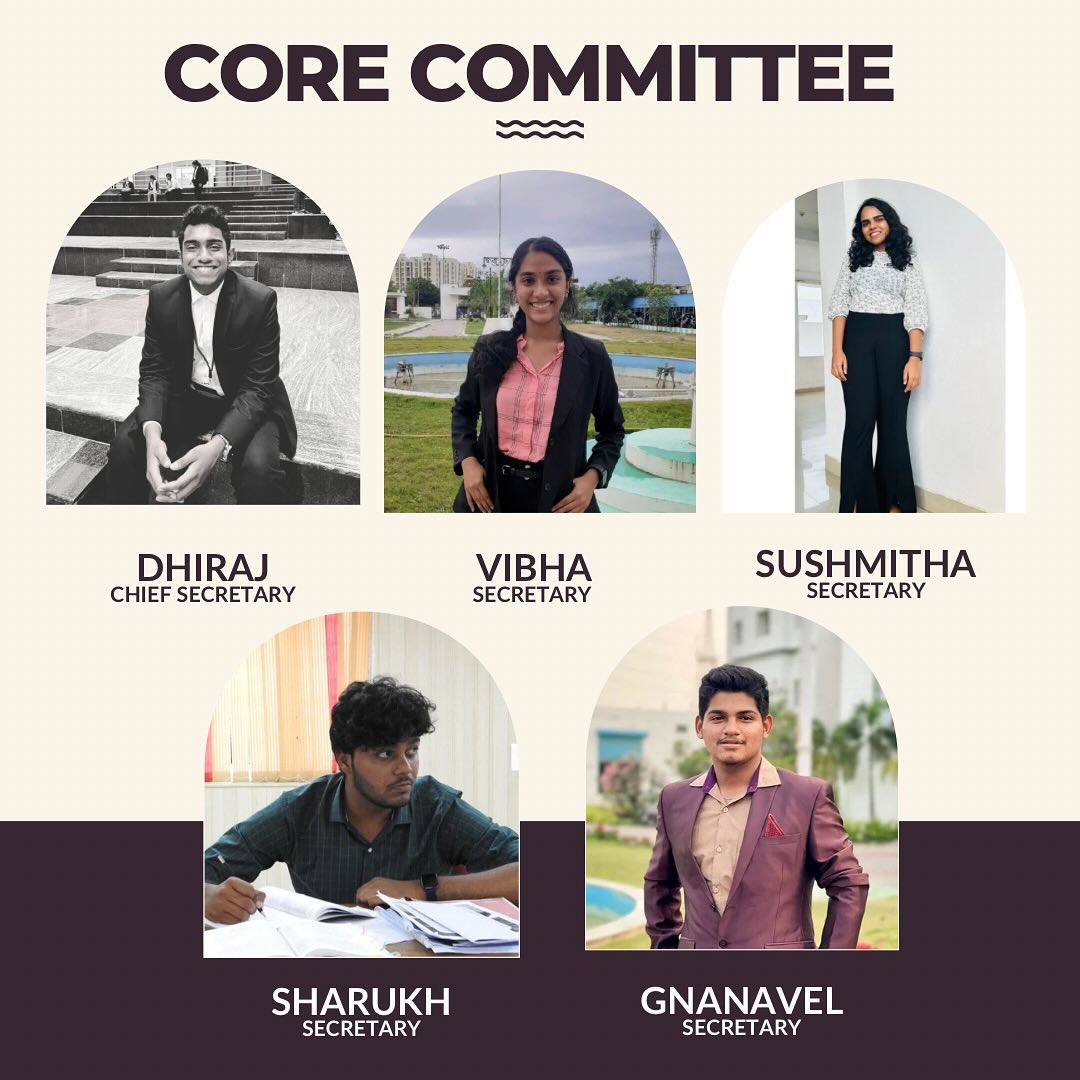 CORE COMMITTEE
DHIRAJ
CHIEF SECRETARY
VIBHA
SECRETARY
SUSHMITHA
SECRETARY
SHARUKH
SECRETARY
GNANAVEL
SECRETARY